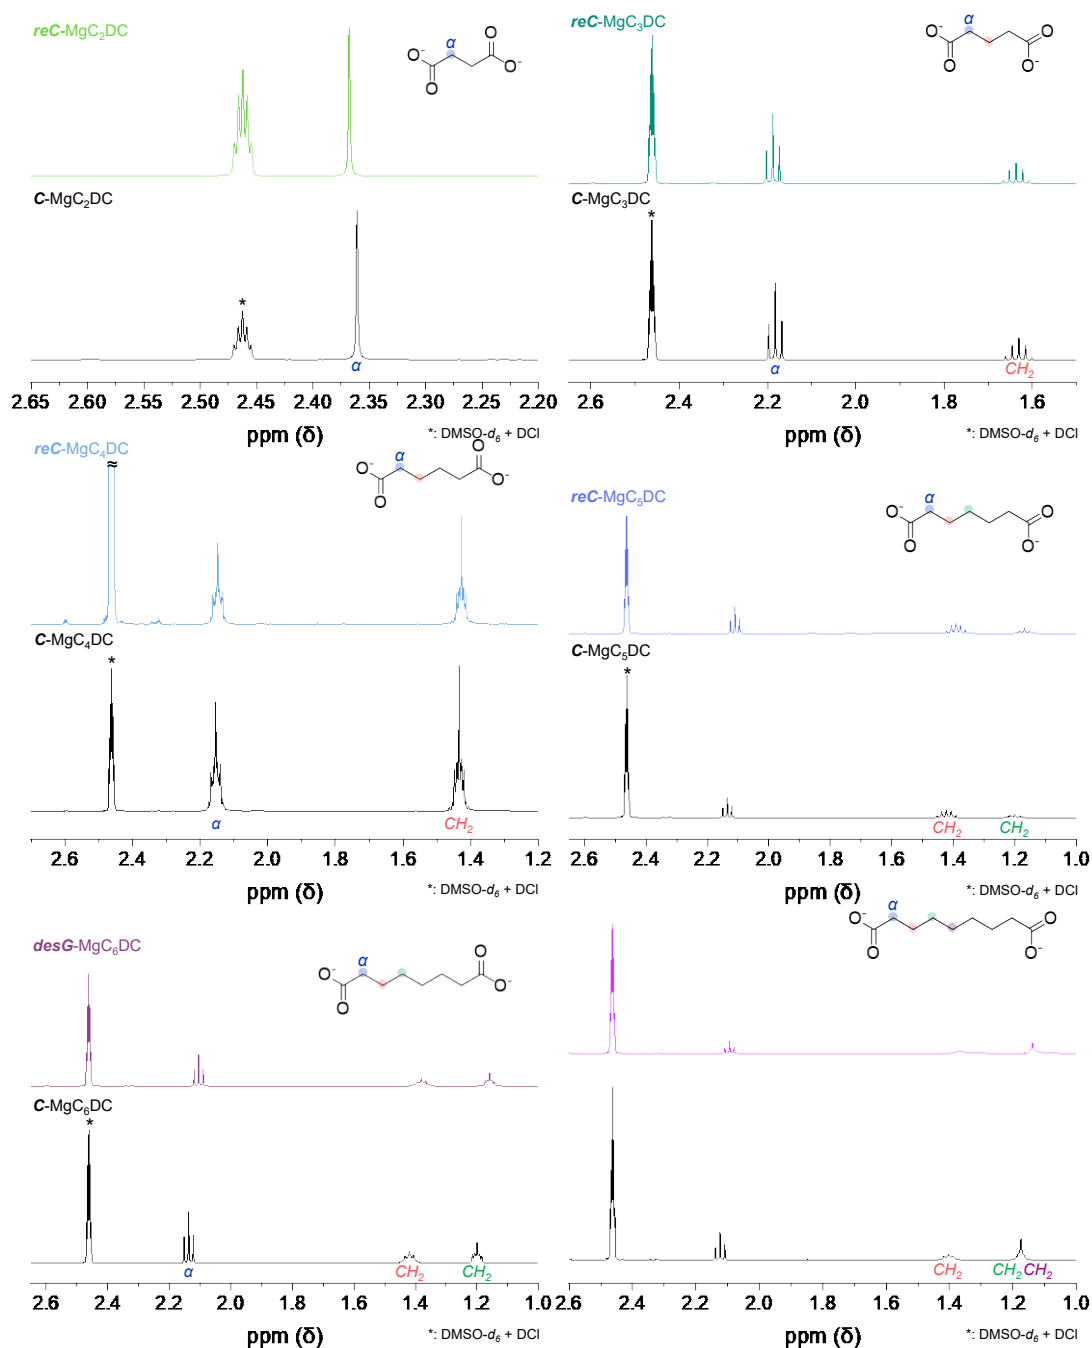 reC-MgC₂DC
α
O⁻ O O O⁻
C-MgC₂DC
*
α
2.65 2.60 2.55 2.50 2.45 2.40 2.35 2.30 2.25 2.20
ppm (δ)
*: DMSO-d₆ + DCl
reC-MgC₃DC
α
O⁻ O O O⁻
C-MgC₃DC
*
α CH₂
2.6 2.4 2.2 2.0 1.8 1.6
ppm (δ)
*: DMSO-d₆ + DCl
reC-MgC₄DC
≈
α
O⁻ O O O⁻
C-MgC₄DC
*
α CH₂
2.6 2.4 2.2 2.0 1.8 1.6 1.4 1.2
ppm (δ)
*: DMSO-d₆ + DCl
reC-MgC₅DC
α
O⁻ O O O⁻
C-MgC₅DC
*
CH₂ CH₂
2.6 2.4 2.2 2.0 1.8 1.6 1.4 1.2 1.0
ppm (δ)
*: DMSO-d₆ + DCl
desG-MgC₆DC
α
O⁻ O O O⁻
C-MgC₆DC
*
α CH₂ CH₂
2.6 2.4 2.2 2.0 1.8 1.6 1.4 1.2 1.0
ppm (δ)
*: DMSO-d₆ + DCl
α
O⁻ O O O⁻
CH₂ CH₂ CH₂
2.6 2.4 2.2 2.0 1.8 1.6 1.4 1.2 1.0
ppm (δ)
*: DMSO-d₆ + DCl